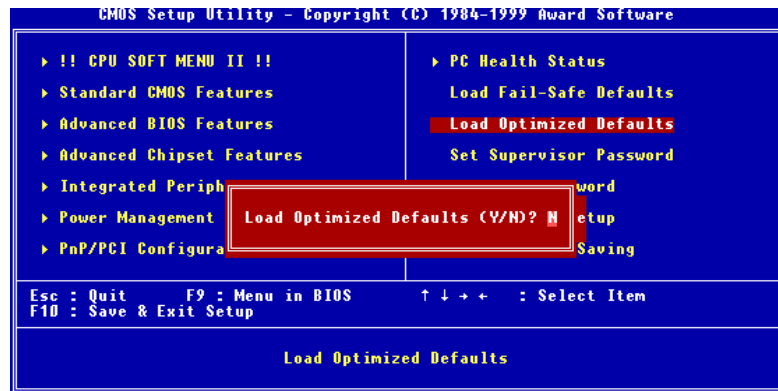 CMOS Setup Utility - Copyright (C) 1984-1999 Award Software
!! CPU SOFT MENU II !!
Standard CMOS Features
Advanced BIOS Features
Advanced Chipset Features
Integrated Periph
Power Management
PnP/PCI Configura
PC Health Status
Load Fail-Safe Defaults
Load Optimized Defaults
Set Supervisor Password
word
etup
Saving
Load Optimized Defaults (Y/N)? N
Esc : Quit F9 : Menu in BIOS ↑ ↓ → ← : Select Item
F10 : Save & Exit Setup
Load Optimized Defaults